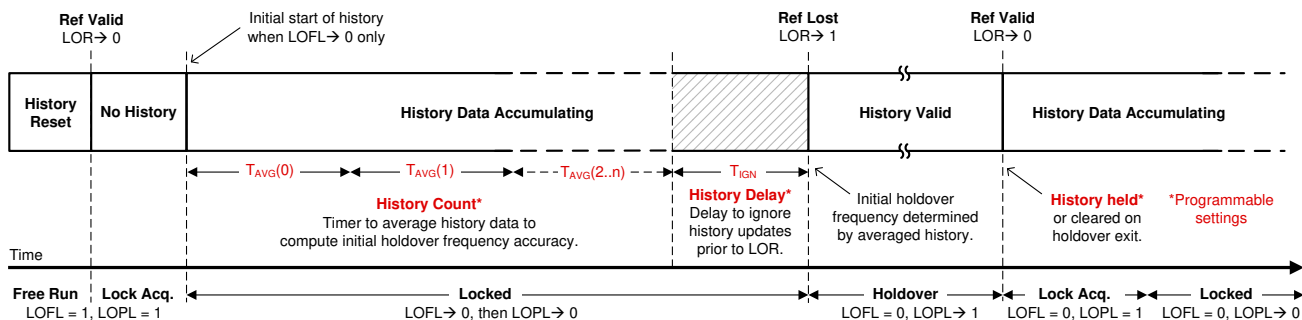 Ref Valid
LOR→ 0
Initial start of history
when LOFL→ 0 only
Ref Lost
LOR→ 1
Ref Valid
LOR→ 0
History
Reset
No History
History Data Accumulating
History Valid
History Data Accumulating
TAVG(0)
TAVG(1)
TAVG(2..n)
TIGN
History Count*
Timer to average history data to
compute initial holdover frequency accuracy.
History Delay*
Delay to ignore
history updates
prior to LOR.
Initial holdover
frequency determined
by averaged history.
History held*
or cleared on
holdover exit.
*Programmable
settings
Time
Free Run
Lock Acq.
LOFL = 1, LOPL = 1
Locked
LOFL→ 0, then LOPL→ 0
Holdover
LOFL = 0, LOPL→ 1
Lock Acq.
LOFL = 0, LOPL = 1
Locked
LOFL = 0, LOPL→ 0